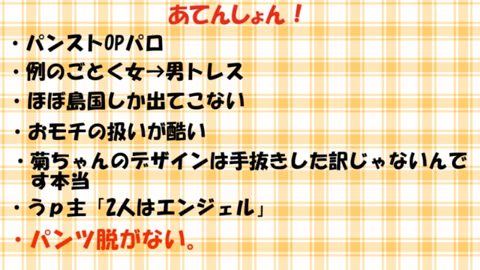 あてんしょん！
・パンストOPパロ
・例のごとく女→男トレス
・ほぼ島国しか出てこない
・おモチの扱いが酷い
・菊ちゃんのデザインは手抜きした訳じゃないんで
す本当
・うｐ主「2人はエンジェル」
・パンツ脱がない。